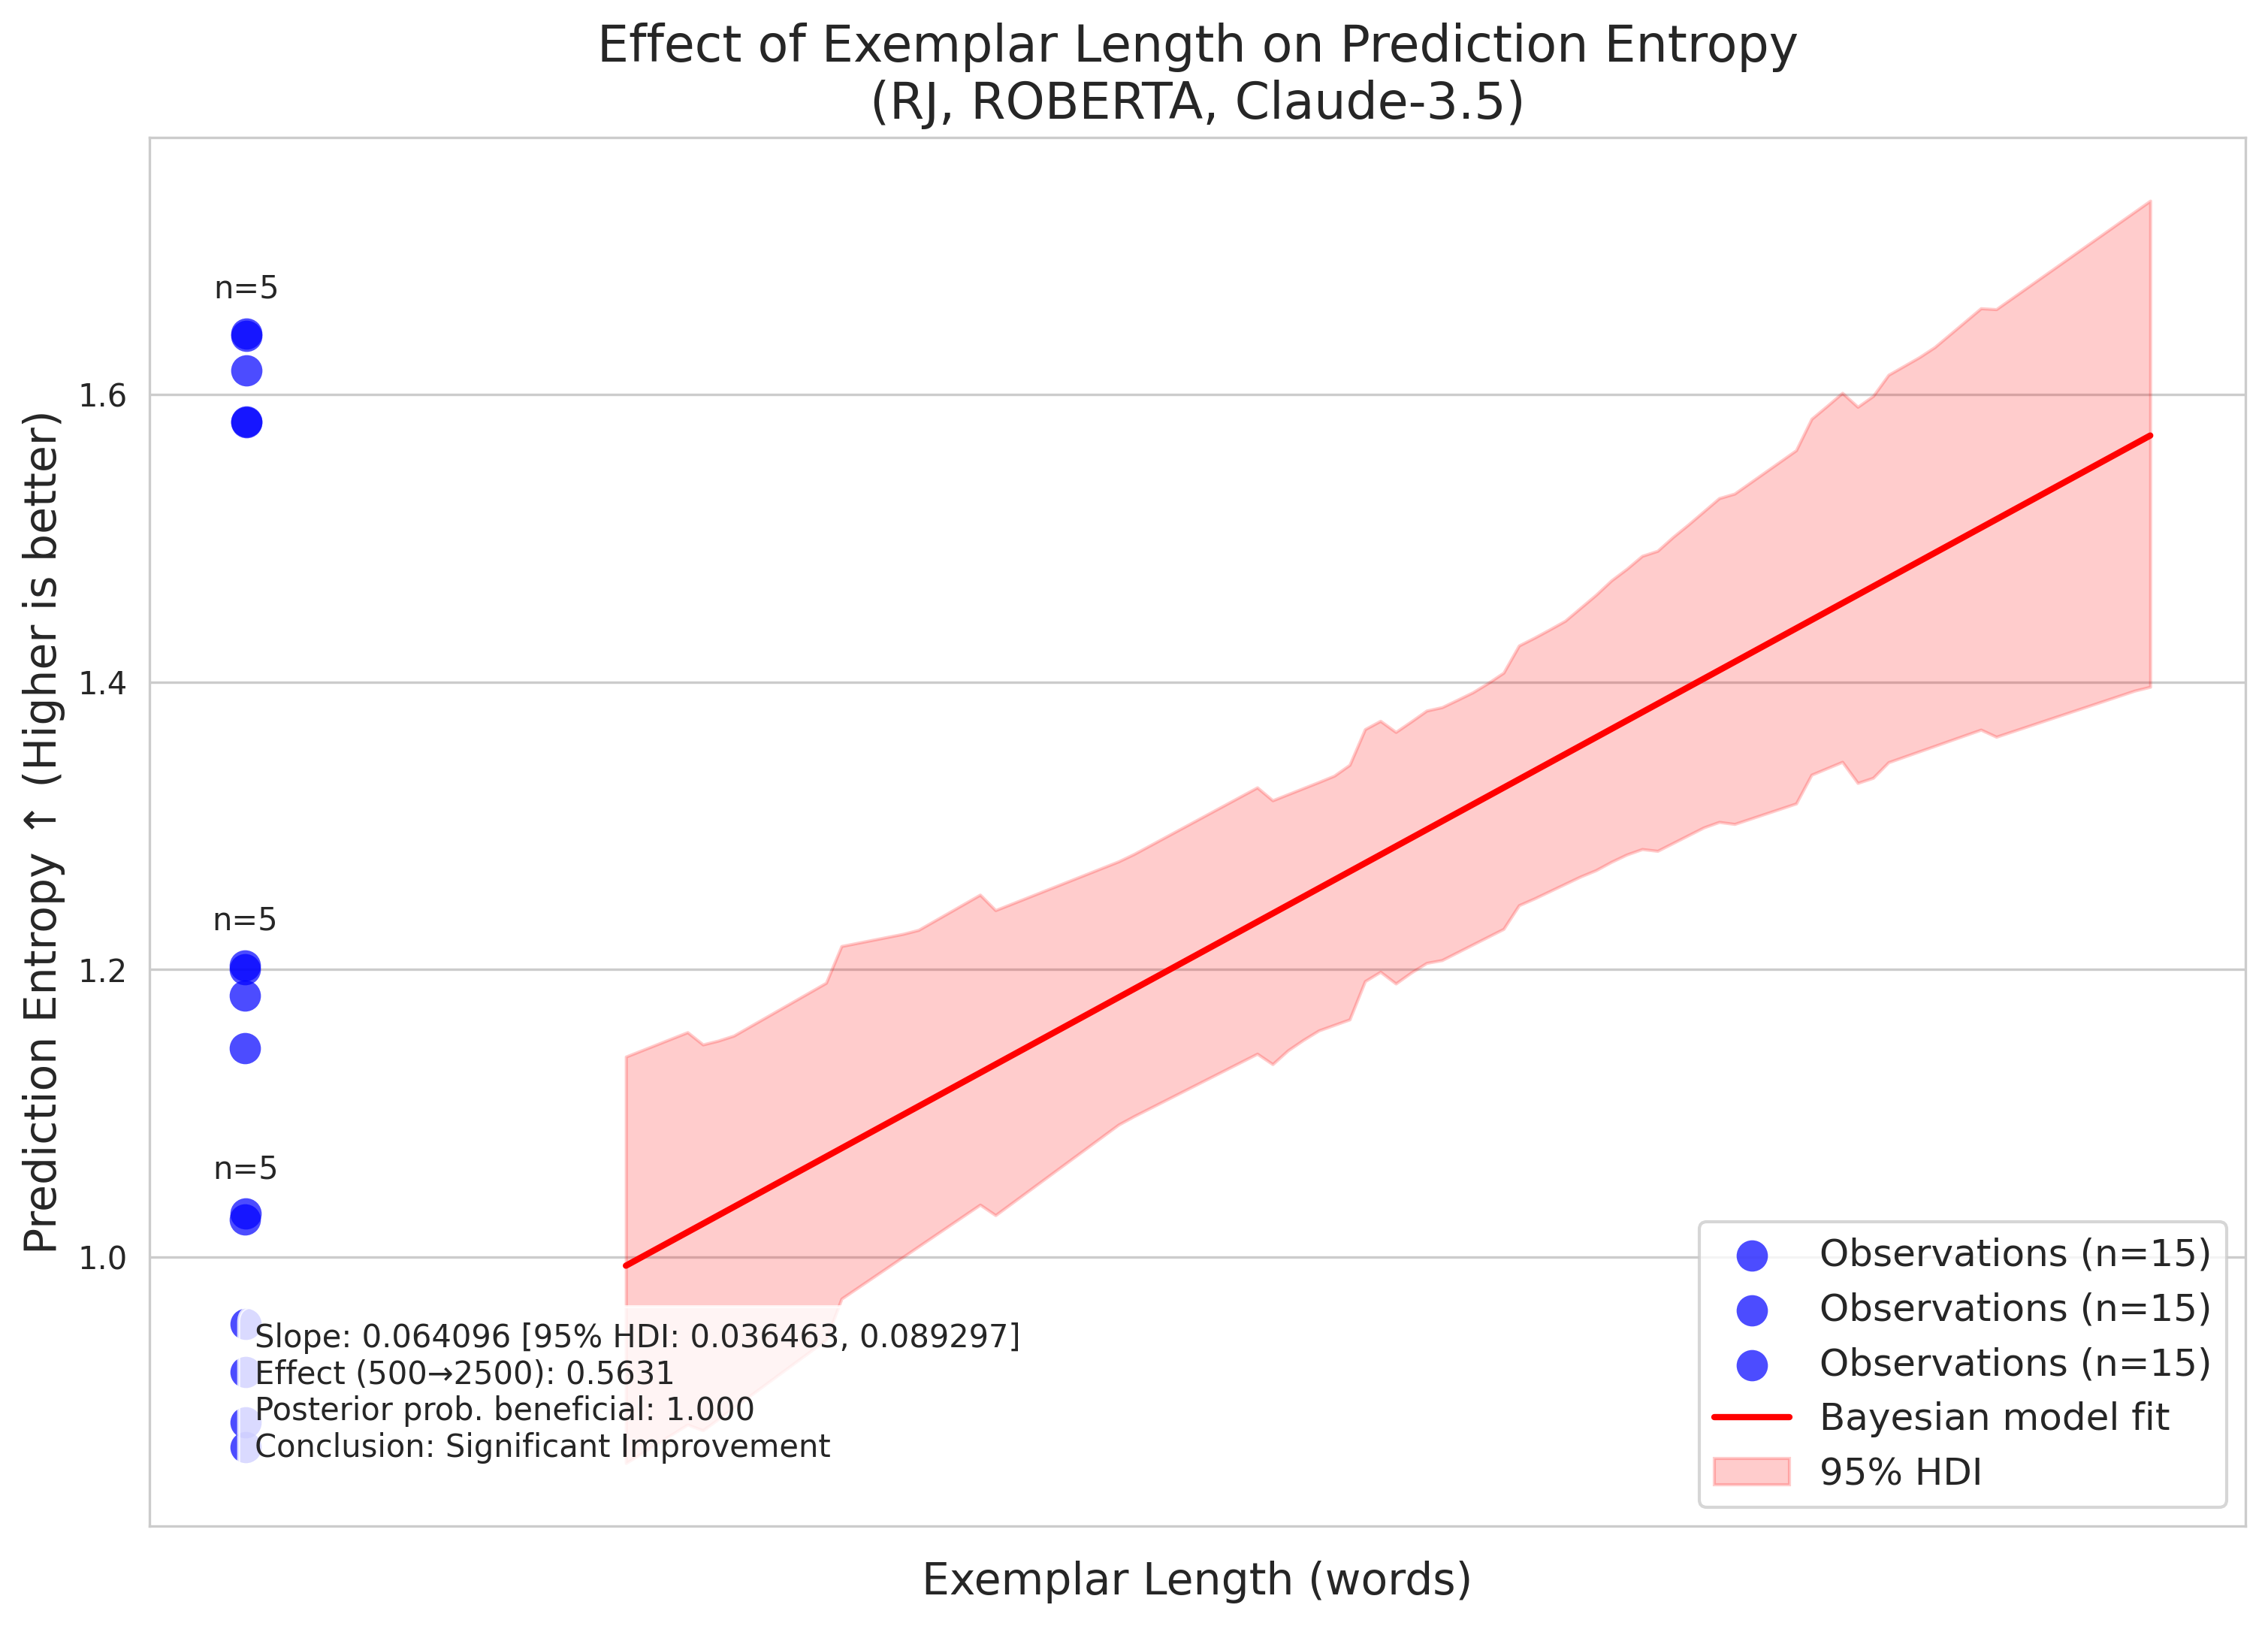 Effect of Exemplar Length on Prediction Entropy
(RJ, ROBERTA, Claude-3.5)
Prediction Entropy ↑ (Higher is better)
1.6
1.4
1.2
1.0
n=5
n=5
n=5
Slope: 0.064096 [95% HDI: 0.036463, 0.089297]
Effect (500→2500): 0.5631
Posterior prob. beneficial: 1.000
Conclusion: Significant Improvement
Observations (n=15)
Observations (n=15)
Observations (n=15)
Bayesian model fit
95% HDI
Exemplar Length (words)